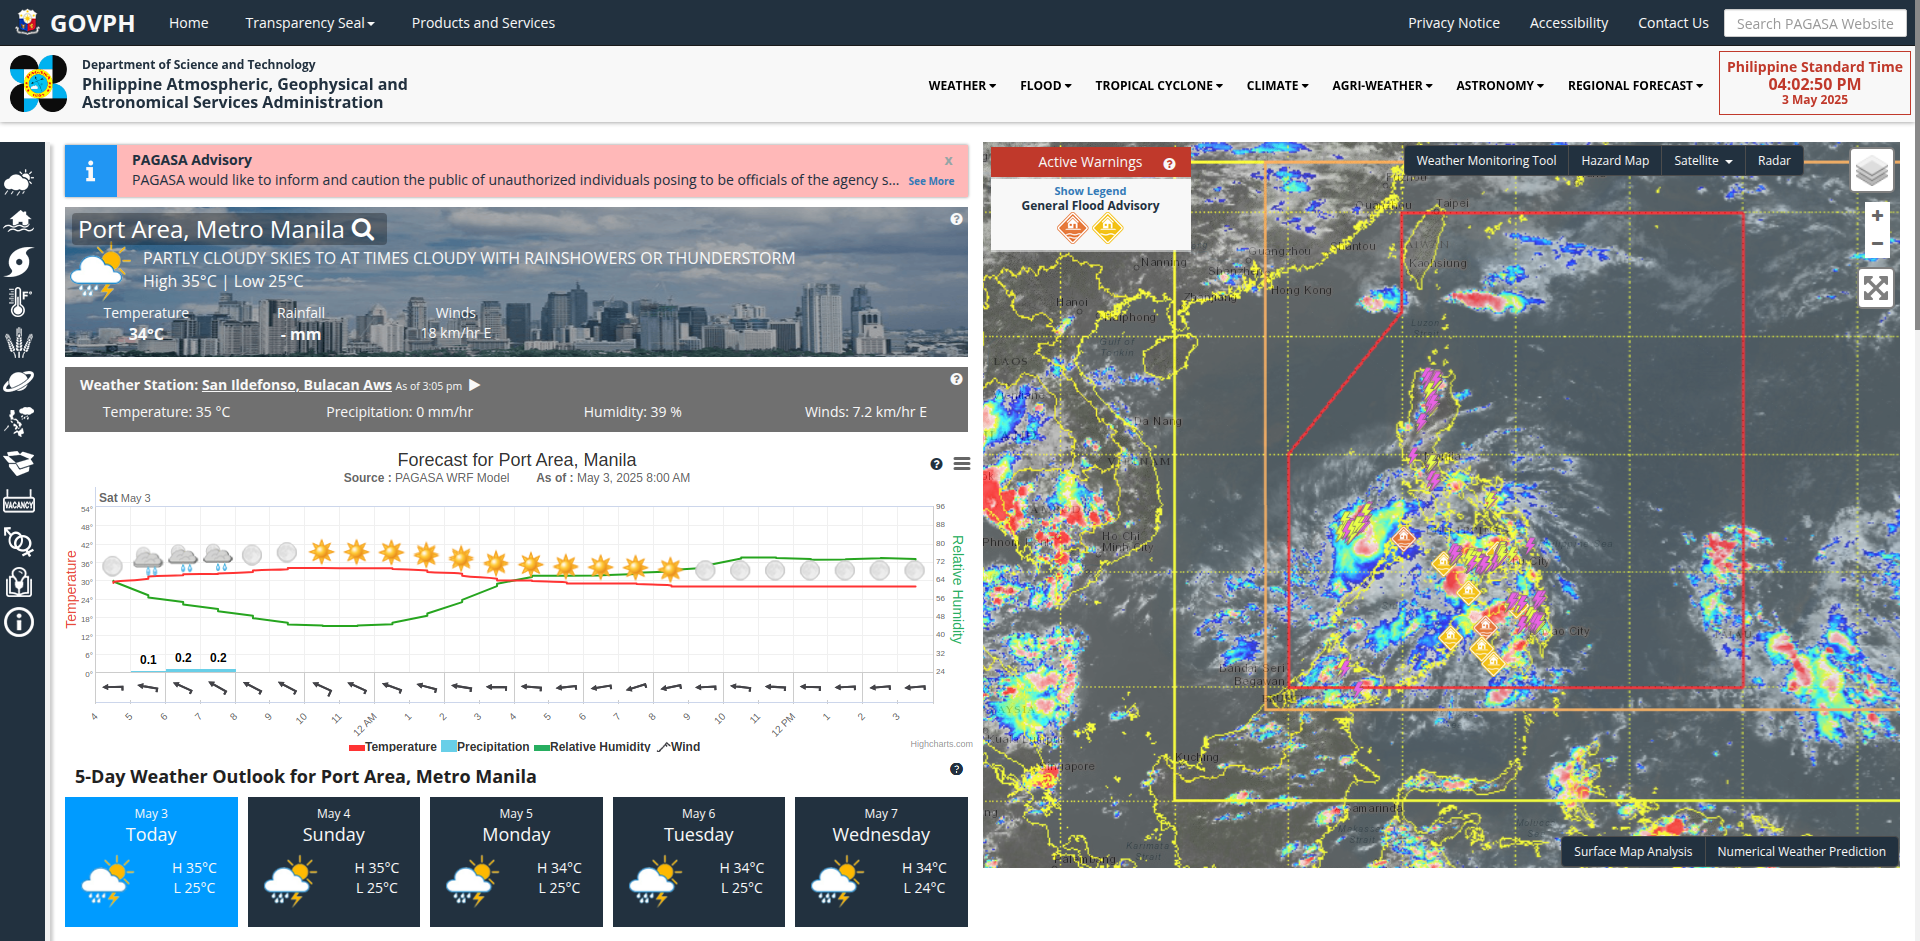 GOVPH
Home
Transparency Seal
Products and Services
Privacy Notice
Accessibility
Contact Us
Search PAGASA Website
Department of Science and Technology
Philippine Atmospheric, Geophysical and
Astronomical Services Administration
WEATHER
FLOOD
TROPICAL CYCLONE
CLIMATE
AGRI-WEATHER
ASTRONOMY
REGIONAL FORECAST
Philippine Standard Time
04:02:50 PM
3 May 2025
VACANCY
PAGASA Advisory
x
PAGASA would like to inform and caution the public of unauthorized individuals posing to be officials of the agency s... See More
Port Area, Metro Manila
PARTLY CLOUDY SKIES TO AT TIMES CLOUDY WITH RAINSHOWERS OR THUNDERSTORM
High 35°C | Low 25°C
Temperature
34°C
Rainfall
- mm
Winds
18 km/hr E
Weather Station: San Ildefonso, Bulacan Aws As of 3:05 pm
Temperature: 35 °C
Precipitation: 0 mm/hr
Humidity: 39 %
Winds: 7.2 km/hr E
Forecast for Port Area, Manila
Source : PAGASA WRF Model As of : May 3, 2025 8:00 AM
Sat May 3
54°
48°
42°
36°
30°
24°
18°
12°
6°
0°
Temperature
96
88
80
72
64
56
48
40
32
24
Relative Humidity
0.1
0.2
0.2
4
5
6
7
8
9
10
11
12 AM
1
2
3
4
5
6
7
8
9
10
11
12 PM
1
2
3
Temperature
Precipitation
Relative Humidity
Wind
Highcharts.com
5-Day Weather Outlook for Port Area, Metro Manila
May 3
Today
H 35°C
L 25°C
May 4
Sunday
H 35°C
L 25°C
May 5
Monday
H 34°C
L 25°C
May 6
Tuesday
H 34°C
L 25°C
May 7
Wednesday
H 34°C
L 24°C
Active Warnings
Show Legend
General Flood Advisory
Weather Monitoring Tool
Hazard Map
Satellite
Radar
+
−
Taipei
Kaohsiung
Guangzhou
Nanning
Hong Kong
Hanoi
Gulf of
Tonkin
LAOS
Da Nang
Ho Chi
Minh City
Bandar Seri
Begawan
Kuching
Surface Map Analysis
Numerical Weather Prediction